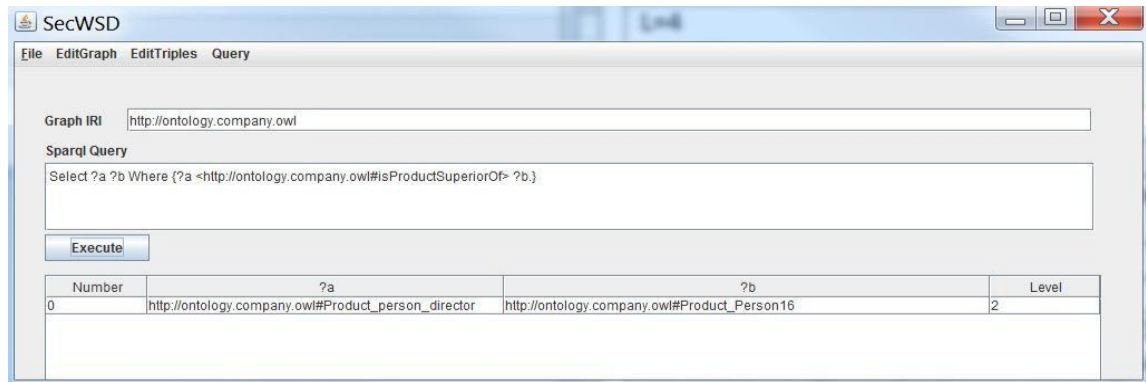 L=4
SecWSD
File EditGraph EditTriples Query
Graph IRI http://ontology.company.owl
Sparql Query
Select ?a ?b Where {?a <http://ontology.company.owl#isProductSuperiorOf> ?b.}
Execute
Number ?a ?b Level
0 http://ontology.company.owl#Product_person_director http://ontology.company.owl#Product_Person16 2